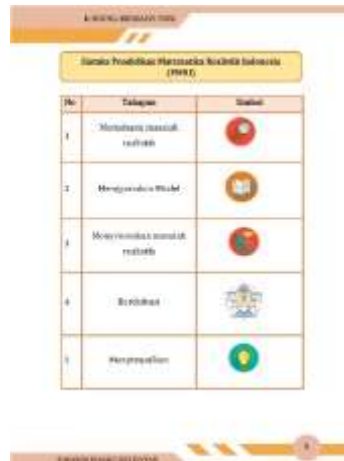 Sintaks Pendidikan Matematika Realistik Indonesia
(PMRI)
No Tahapan Simbol
1 Memahami masalah
realistik
2 Menggunakan Model
3 Menyelesaikan masalah
realistik
4 Berdiskusi
5 Menyimpulkan